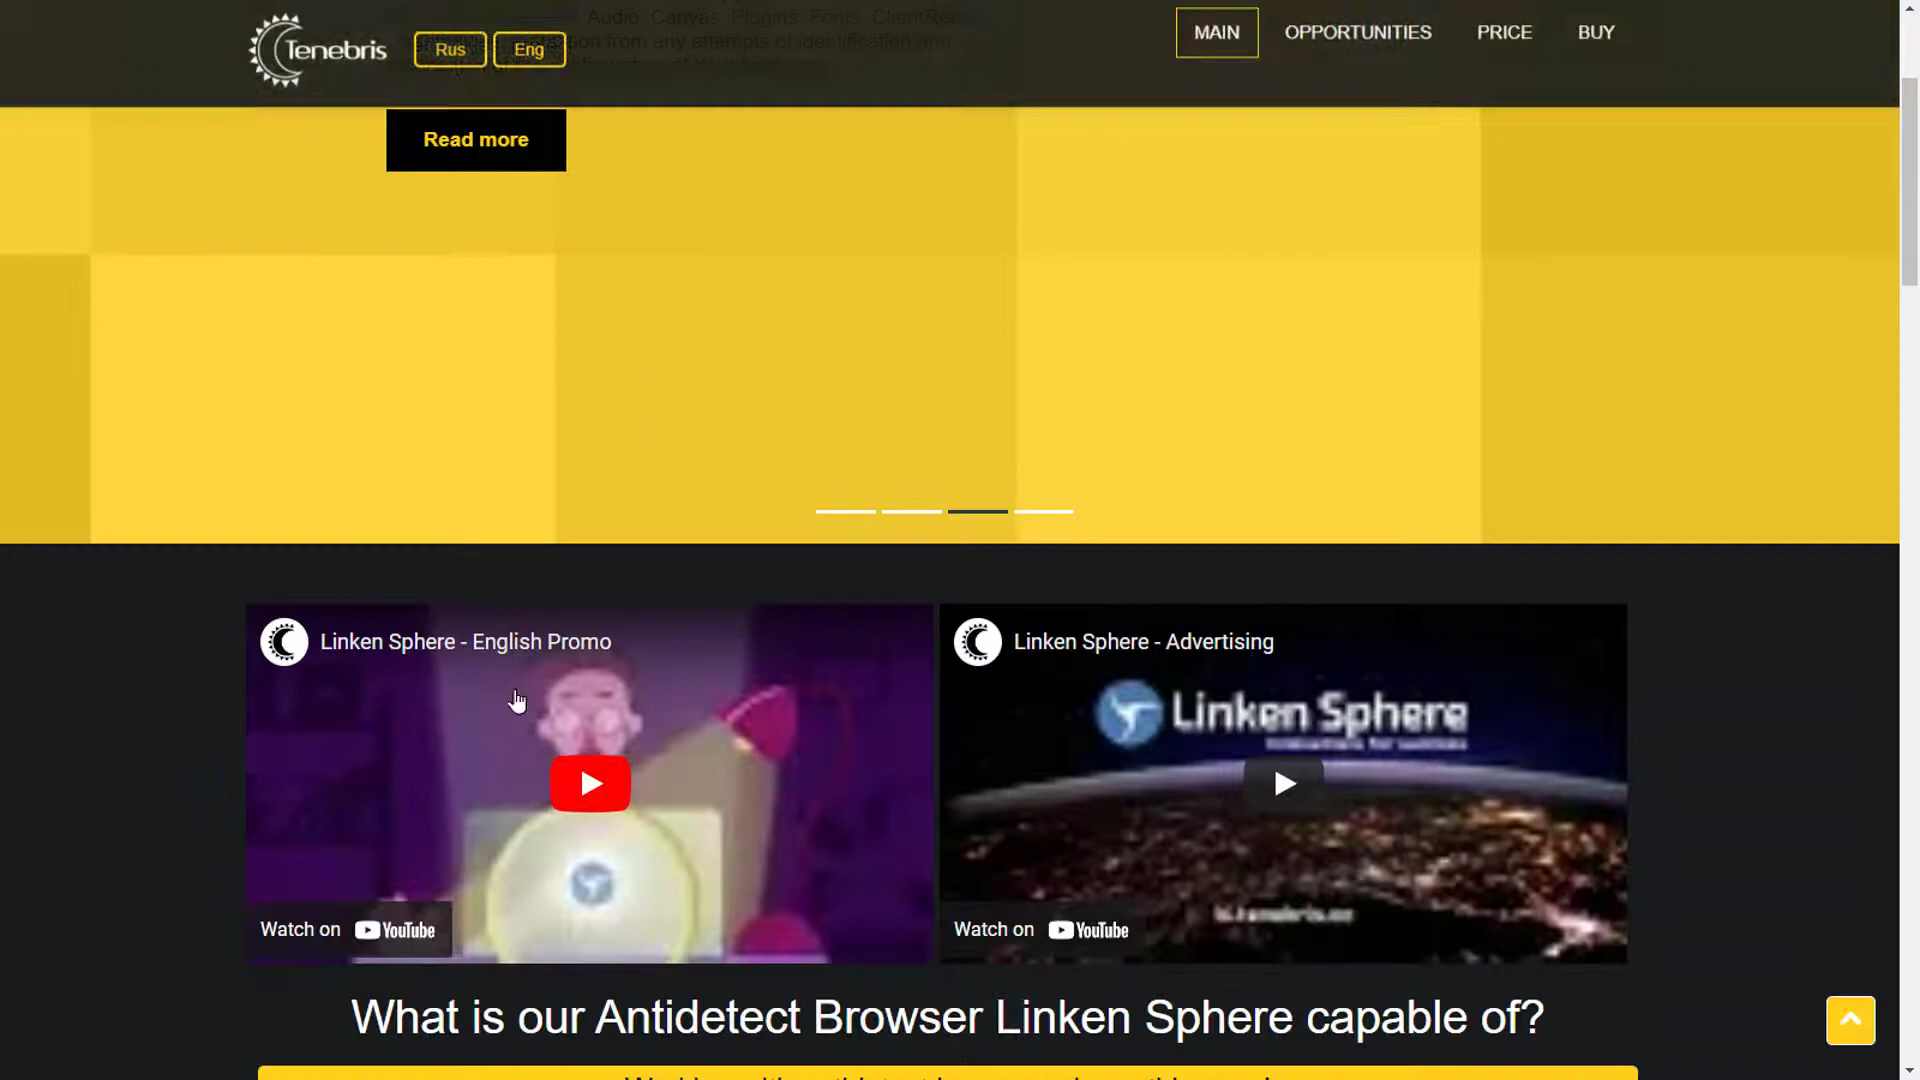 Audio, Canvas, Plugins, Fonts, ClientRec
Tenebris
Rus
Eng
on from any attempts of identification and
MAIN
OPPORTUNITIES
PRICE
BUY
Read more
Linken Sphere - English Promo
Watch on YouTube
Linken Sphere - Advertising
Linken Sphere
Watch on YouTube
What is our Antidetect Browser Linken Sphere capable of?